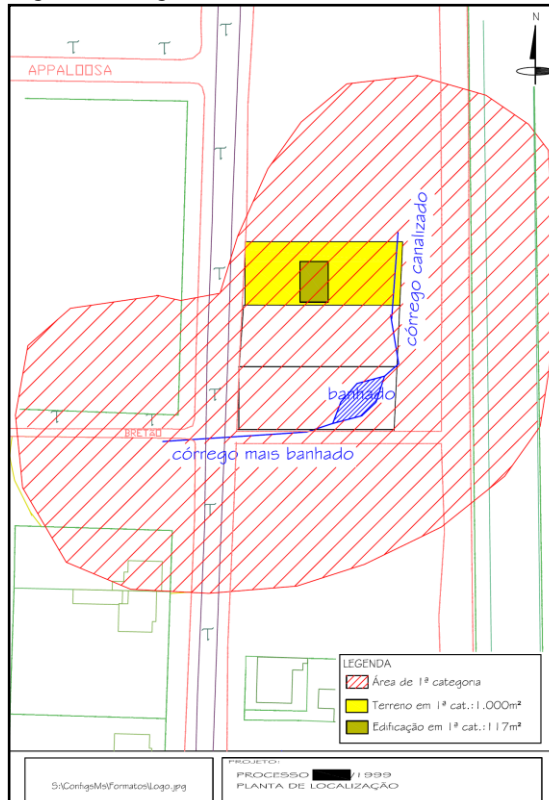 N
APPALOOSA
córrego canalizado
banhado
BRETÃO
córrego mais banhado
LEGENDA
Área de 1ª categoria
Terreno em 1ª cat.:1.000m²
Edificação em 1ª cat.:117m²
S:\ConfigsMs\Formatos\Logo.jpg
PROJETO:
PROCESSO /1999
PLANTA DE LOCALIZAÇÃO